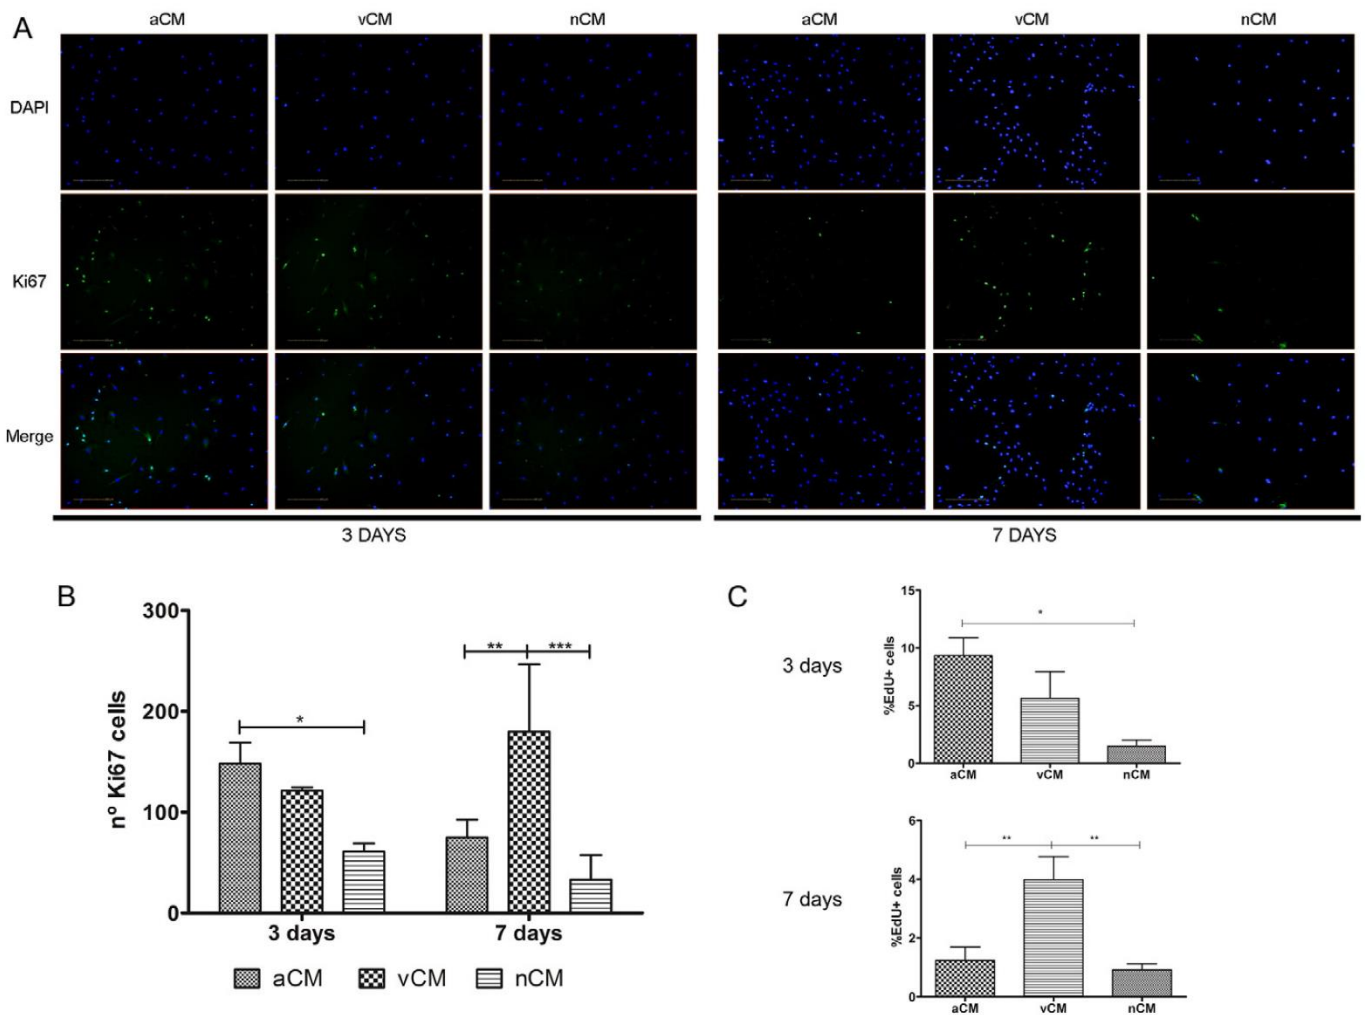 A
aCM vCM nCM aCM vCM nCM
DAPI
Ki67
Merge
3 DAYS 7 DAYS
B
nº Ki67 cells
300
200
100
0
*
** ***
3 days 7 days
aCM vCM nCM
C
3 days
%EdU+ cells
15
10
5
0
*
aCM vCM nCM
7 days
%EdU+ cells
6
4
2
0
** **
aCM vCM nCM